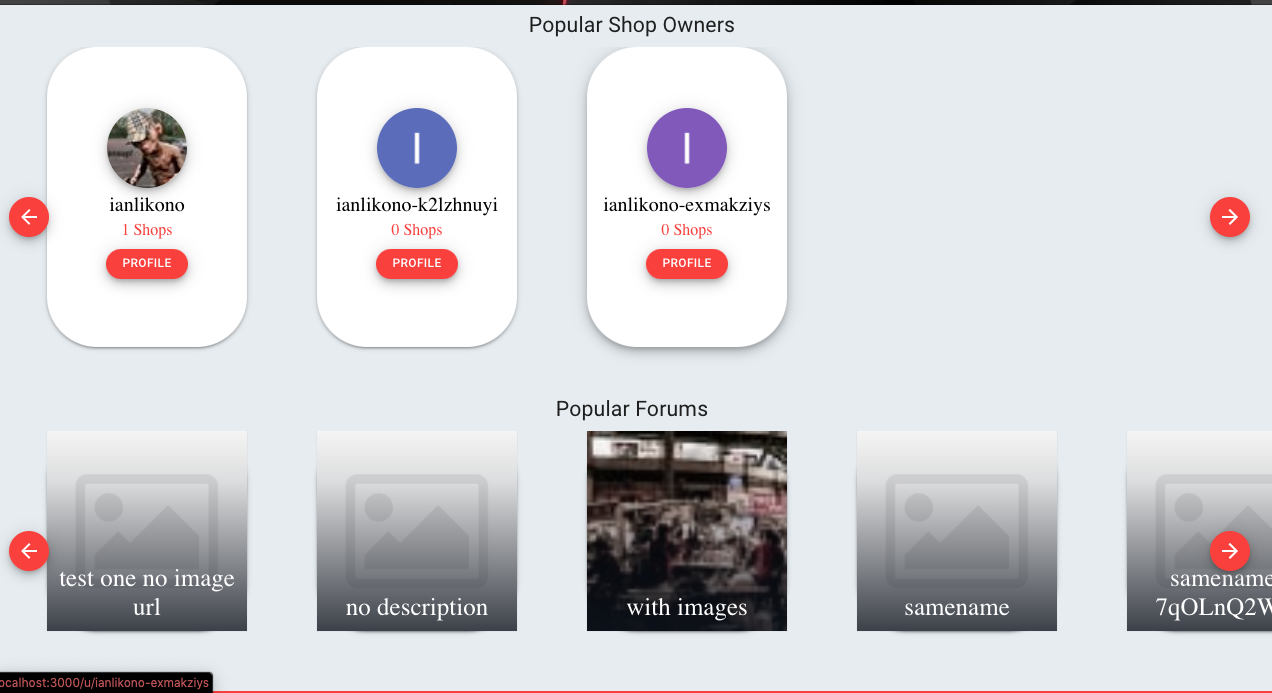 Popular Shop Owners
I
I
ianlikono
ianlikono-k2lzhnuyi
ianlikono-exmakziys
1 Shops
0 Shops
0 Shops
PROFILE
PROFILE
PROFILE
Popular Forums
test one no image
url
no description
with images
samename
samename
7qOLnQ2W
ocalhost:3000/u/ianlikono-exmakziys